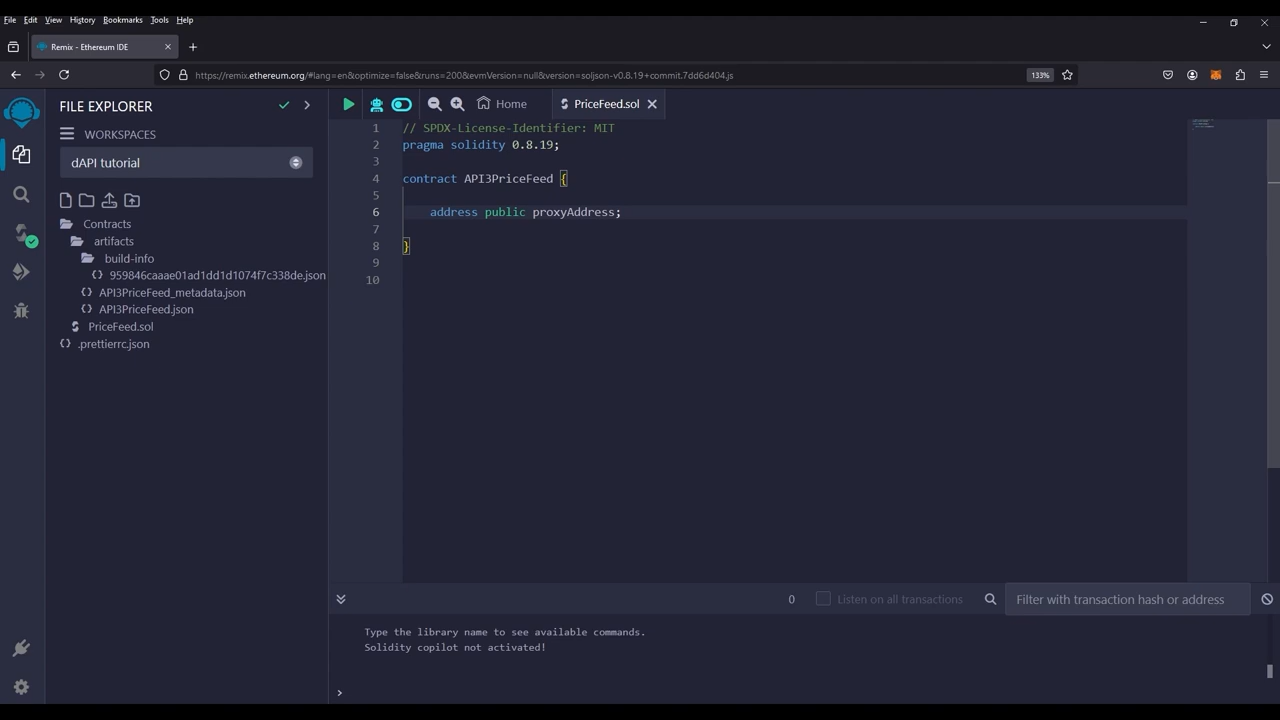 File Edit View History Bookmarks Tools Help
Remix - Ethereum IDE
https://remix.ethereum.org/#lang=en&optimize=false&runs=200&evmVersion=null&version=soljson-v0.8.19+commit.7dd6d404.js
133%
FILE EXPLORER
Home
PriceFeed.sol
WORKSPACES
dAPI tutorial
Contracts
artifacts
build-info
959846caaae01ad1dd1d1074f7c338de.json
API3PriceFeed_metadata.json
API3PriceFeed.json
PriceFeed.sol
.prettierrc.json
1 // SPDX-License-Identifier: MIT
2 pragma solidity 0.8.19;
3
4 contract API3PriceFeed {
5
6 address public proxyAddress;
7
8 }
9
10
0
Listen on all transactions
Filter with transaction hash or address
Type the library name to see available commands.
Solidity copilot not activated!
>